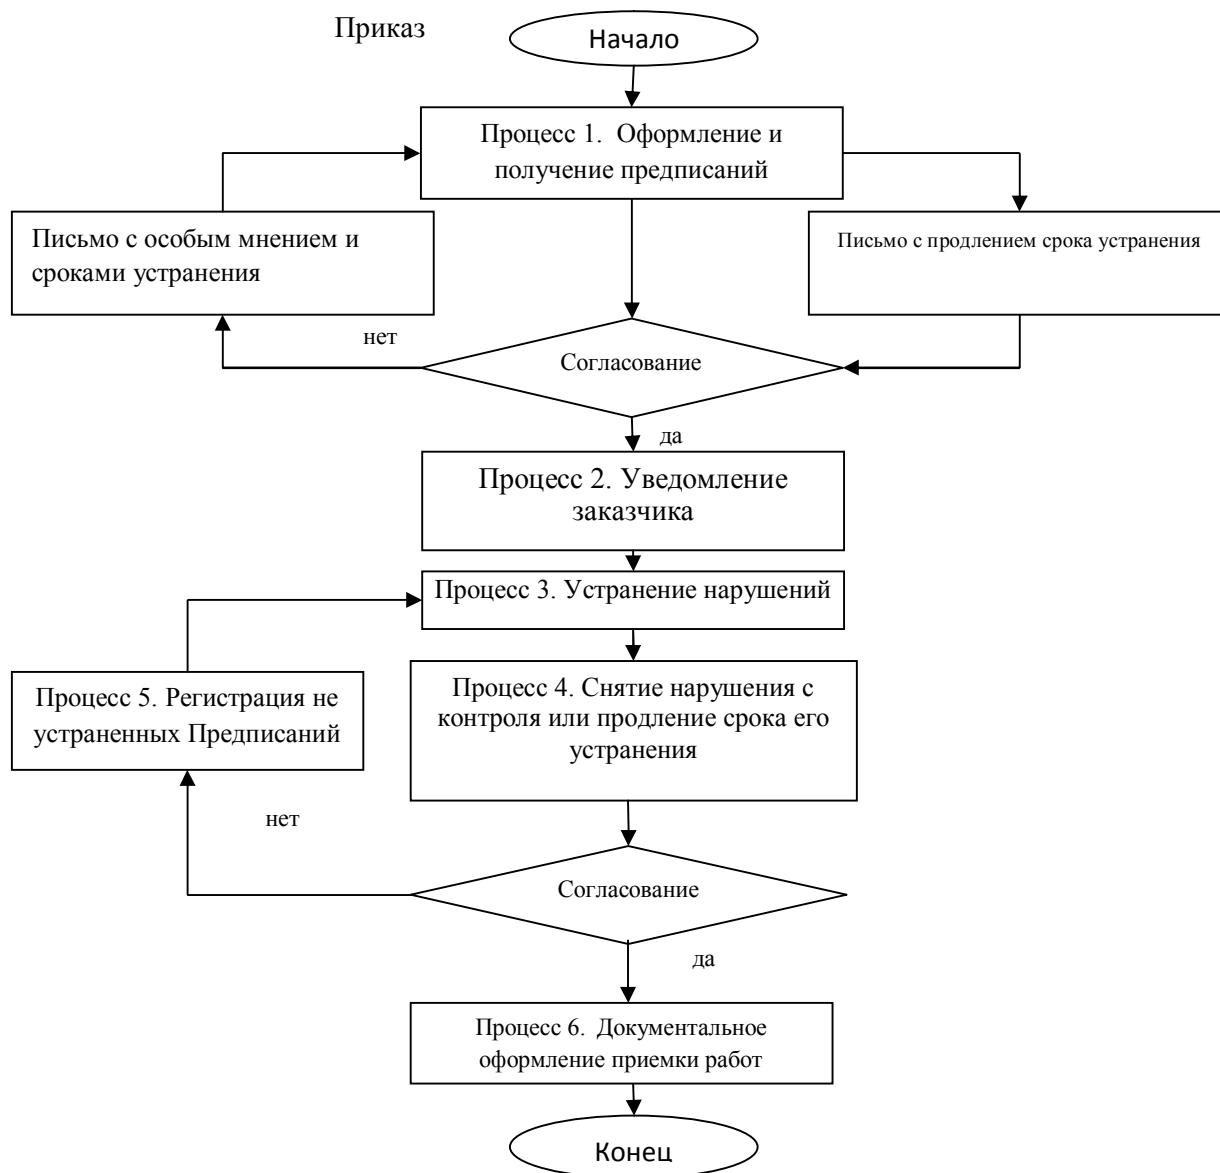 Приказ
Начало
Процесс 1. Оформление и
получение предписаний
Письмо с особым мнением и
сроками устранения
Письмо с продлением срока устранения
нет
Согласование
да
Процесс 2. Уведомление
заказчика
Процесс 3. Устранение нарушений
Процесс 5. Регистрация не
устраненных Предписаний
Процесс 4. Снятие нарушения с
контроля или продление срока его
устранения
нет
Согласование
да
Процесс 6. Документальное
оформление приемки работ
Конец